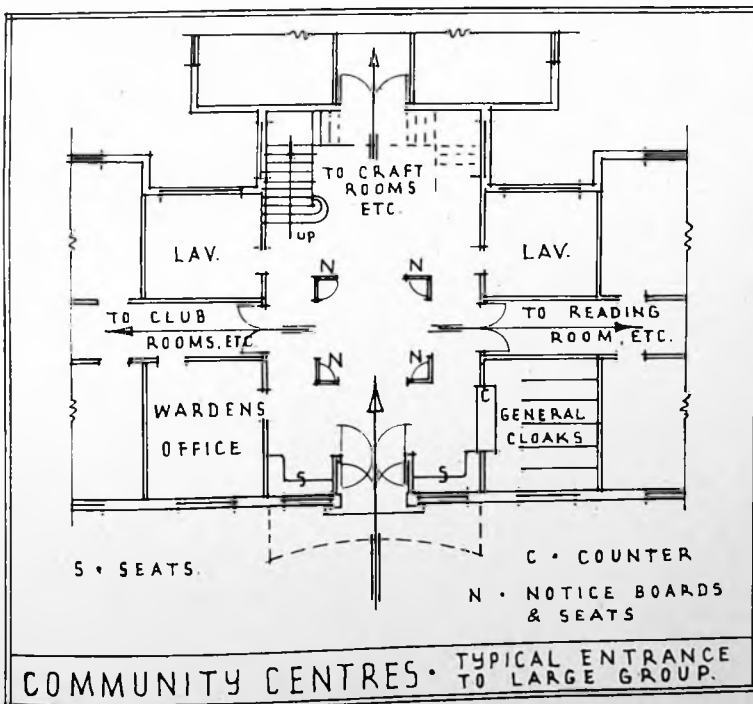 TO CRAFT
ROOMS
ETC.
UP
LAV.
LAV.
N
N
TO CLUB
ROOMS, ETC
TO READING
ROOM, ETC.
N
N
WARDENS
OFFICE
C
GENERAL
CLOAKS
S
S
S • SEATS.
C • COUNTER
N • NOTICE BOARDS
& SEATS
COMMUNITY CENTRES • TYPICAL ENTRANCE
TO LARGE GROUP.